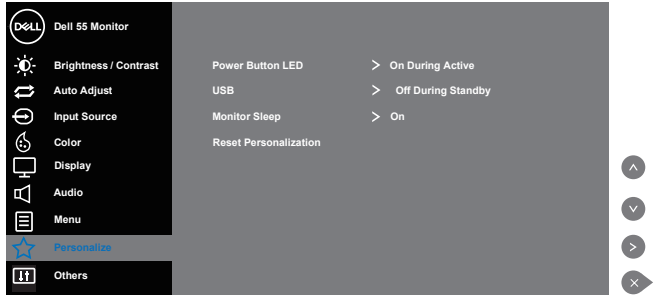 DELL Dell 55 Monitor
Brightness / Contrast
Auto Adjust
Input Source
Color
Display
Audio
Menu
Personalize
Others
Power Button LED > On During Active
USB > Off During Standby
Monitor Sleep > On
Reset Personalization